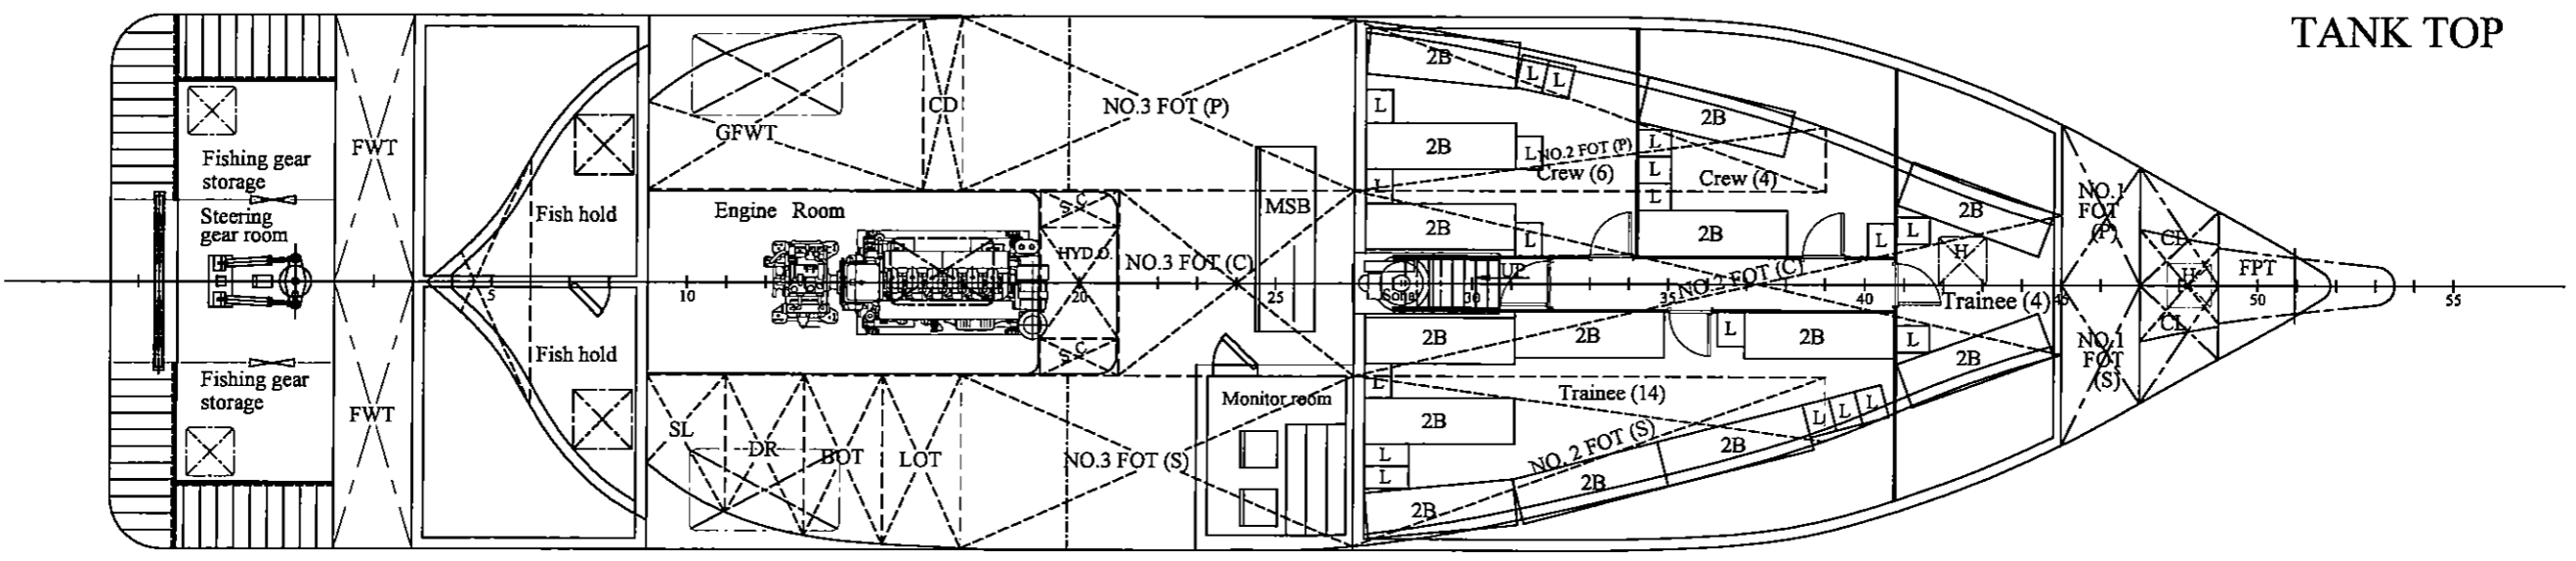 TANK TOP
FWT
Fishing gear
storage
Steering
gear room
Fishing gear
storage
FWT
Fish hold
Fish hold
5
GFWT
CD
NO.3 FOT (P)
Engine Room
S.C
HYD.O.
NO.3 FOT (C)
MSB
S.C
10
20
25
SL
DR
BOT
LOT
NO.3 FOT (S)
Monitor room
2B
L
L
L
2B
L
NO.2 FOT (P)
Crew (6)
L
2B
L
2B
L
L
L
Crew (4)
2B
L
UP
Sonar
30
35
NO.2 FOT (C)
40
2B
2B
L
2B
L
Trainee (14)
2B
L
L
NO. 2 FOT (S)
2B
2B
2B
L
L
L
L
2B
H
Trainee (4)
45
L
2B
NO.1
FOT
(P)
NO.1
FOT
(S)
CL
H
CL
FPT
50
55